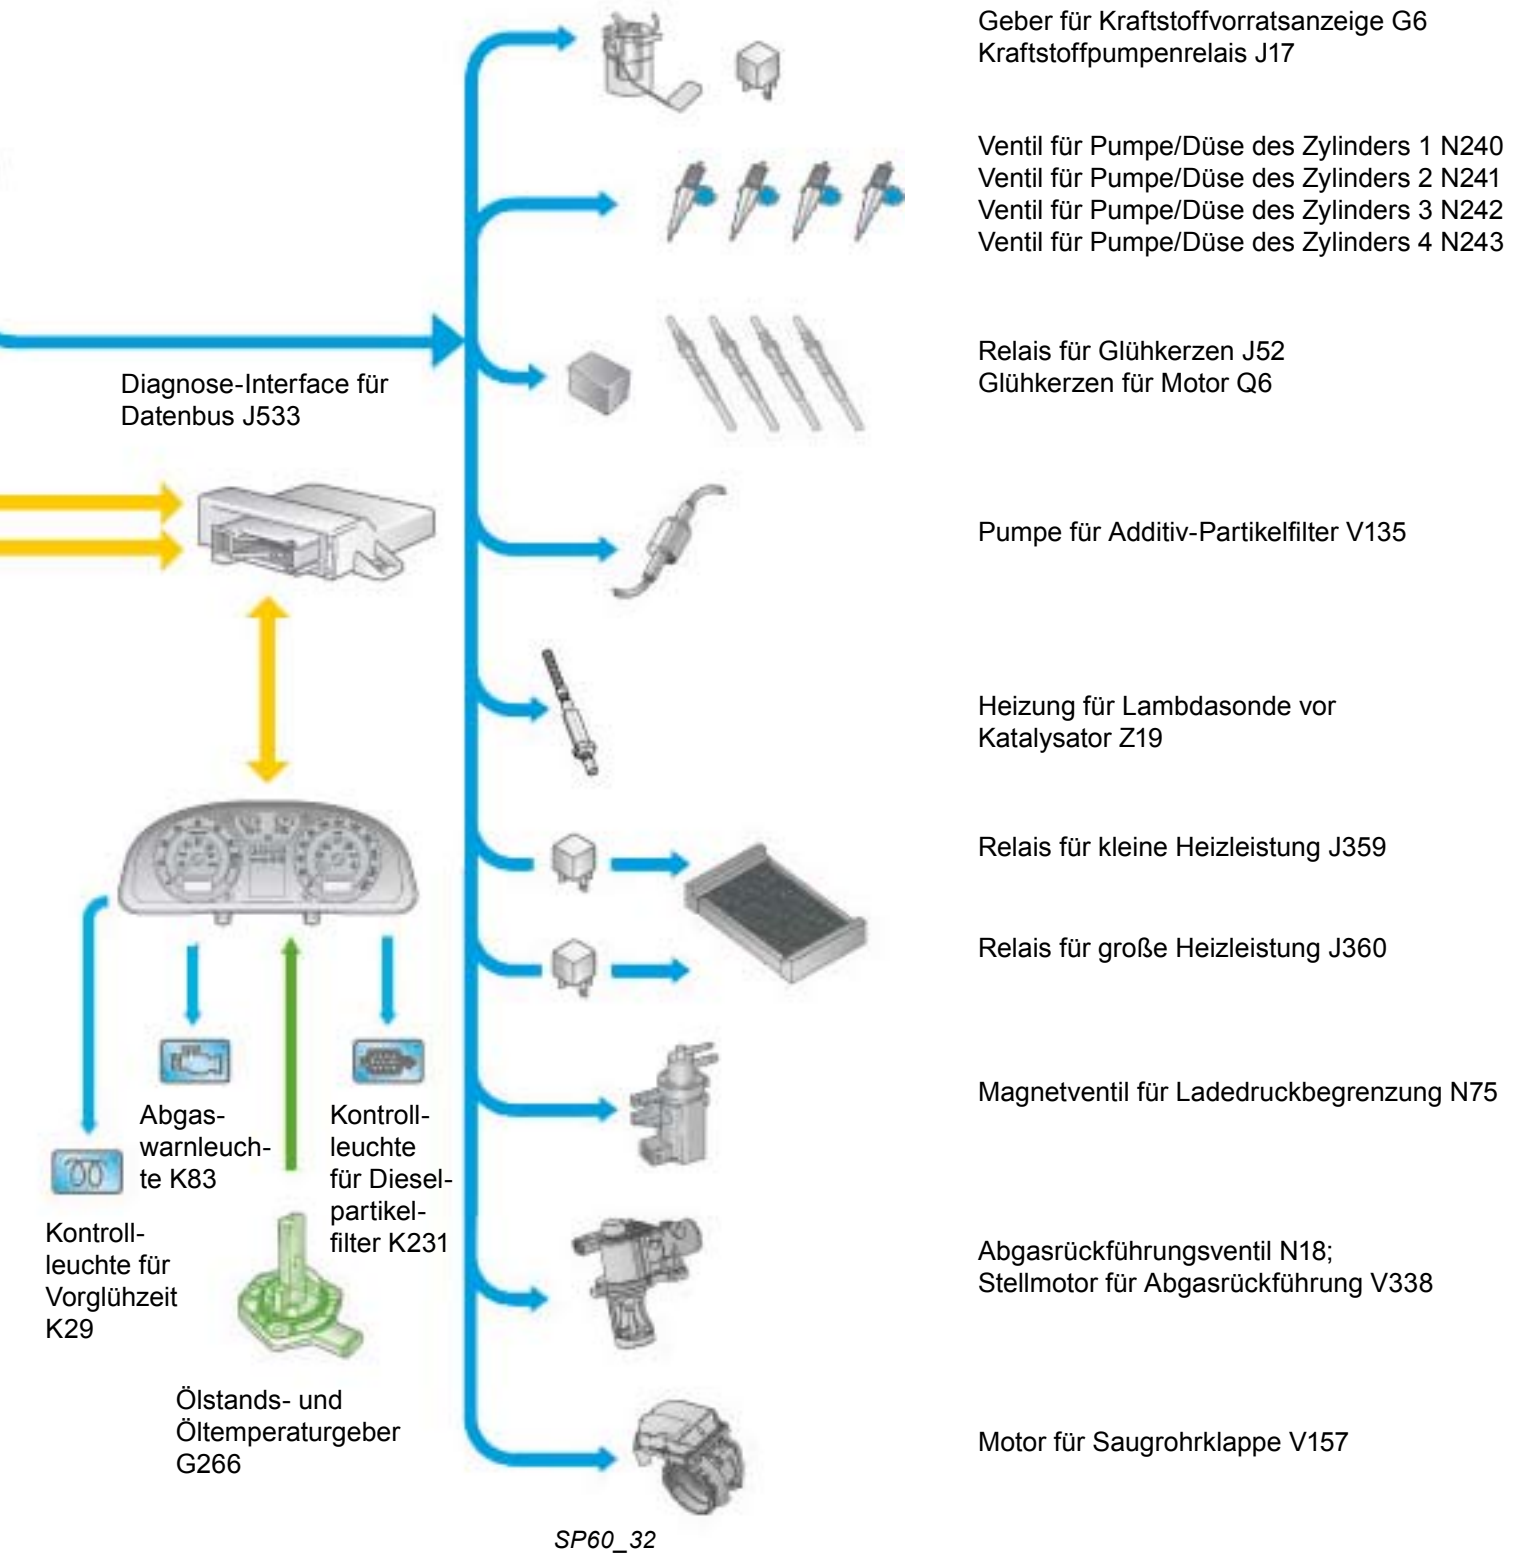 Geber für Kraftstoffvorratsanzeige G6
Kraftstoffpumpenrelais J17
Ventil für Pumpe/Düse des Zylinders 1 N240
Ventil für Pumpe/Düse des Zylinders 2 N241
Ventil für Pumpe/Düse des Zylinders 3 N242
Ventil für Pumpe/Düse des Zylinders 4 N243
Relais für Glühkerzen J52
Glühkerzen für Motor Q6
Diagnose-Interface für
Datenbus J533
Pumpe für Additiv-Partikelfilter V135
Heizung für Lambdasonde vor
Katalysator Z19
Relais für kleine Heizleistung J359
Relais für große Heizleistung J360
Magnetventil für Ladedruckbegrenzung N75
Abgas-
warnleuch-
te K83
Kontroll-
leuchte
für Diesel-
partikel-
filter K231
Kontroll-
leuchte für
Vorglühzeit
K29
Abgasrückführungsventil N18;
Stellmotor für Abgasrückführung V338
Ölstands- und
Öltemperaturgeber
G266
Motor für Saugrohrklappe V157
SP60_32